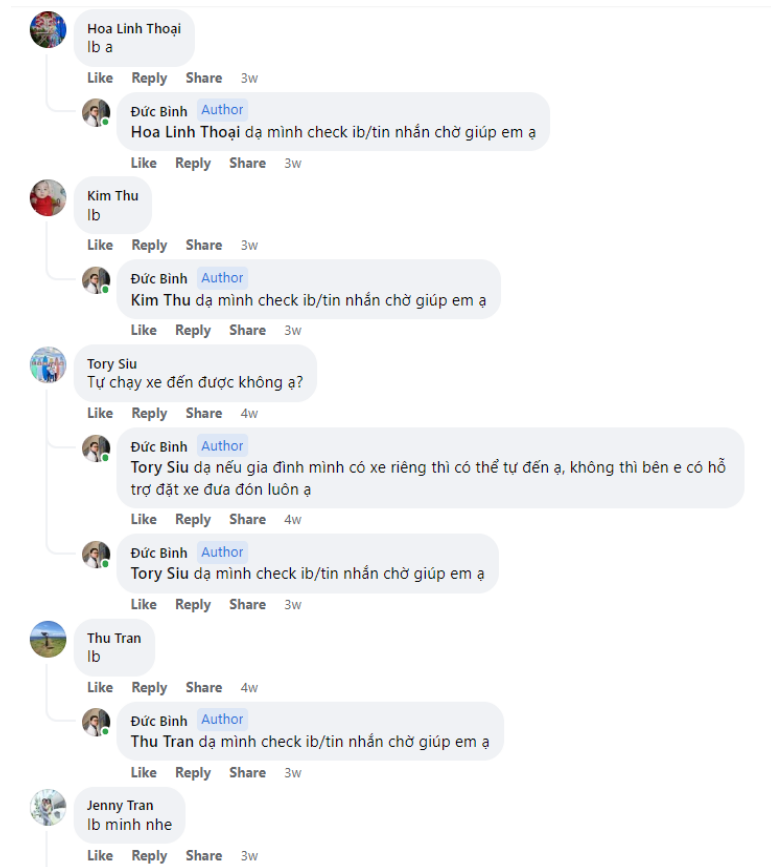 Hoa Linh Thoại
Ib a
Like Reply Share 3w
Đức Bình Author
Hoa Linh Thoại dạ mình check ib/tin nhắn chờ giúp em ạ
Like Reply Share 3w
Kim Thu
Ib
Like Reply Share 3w
Đức Bình Author
Kim Thu dạ mình check ib/tin nhắn chờ giúp em ạ
Like Reply Share 3w
Tory Siu
Tự chạy xe đến được không ạ?
Like Reply Share 4w
Đức Bình Author
Tory Siu dạ nếu gia đình mình có xe riêng thì có thể tự đến ạ, không thì bên e có hỗ
trợ đặt xe đưa đón luôn ạ
Like Reply Share 4w
Đức Bình Author
Tory Siu dạ mình check ib/tin nhắn chờ giúp em ạ
Like Reply Share 3w
Thu Tran
Ib
Like Reply Share 4w
Đức Bình Author
Thu Tran dạ mình check ib/tin nhắn chờ giúp em ạ
Like Reply Share 3w
Jenny Tran
Ib minh nhe
Like Reply Share 3w